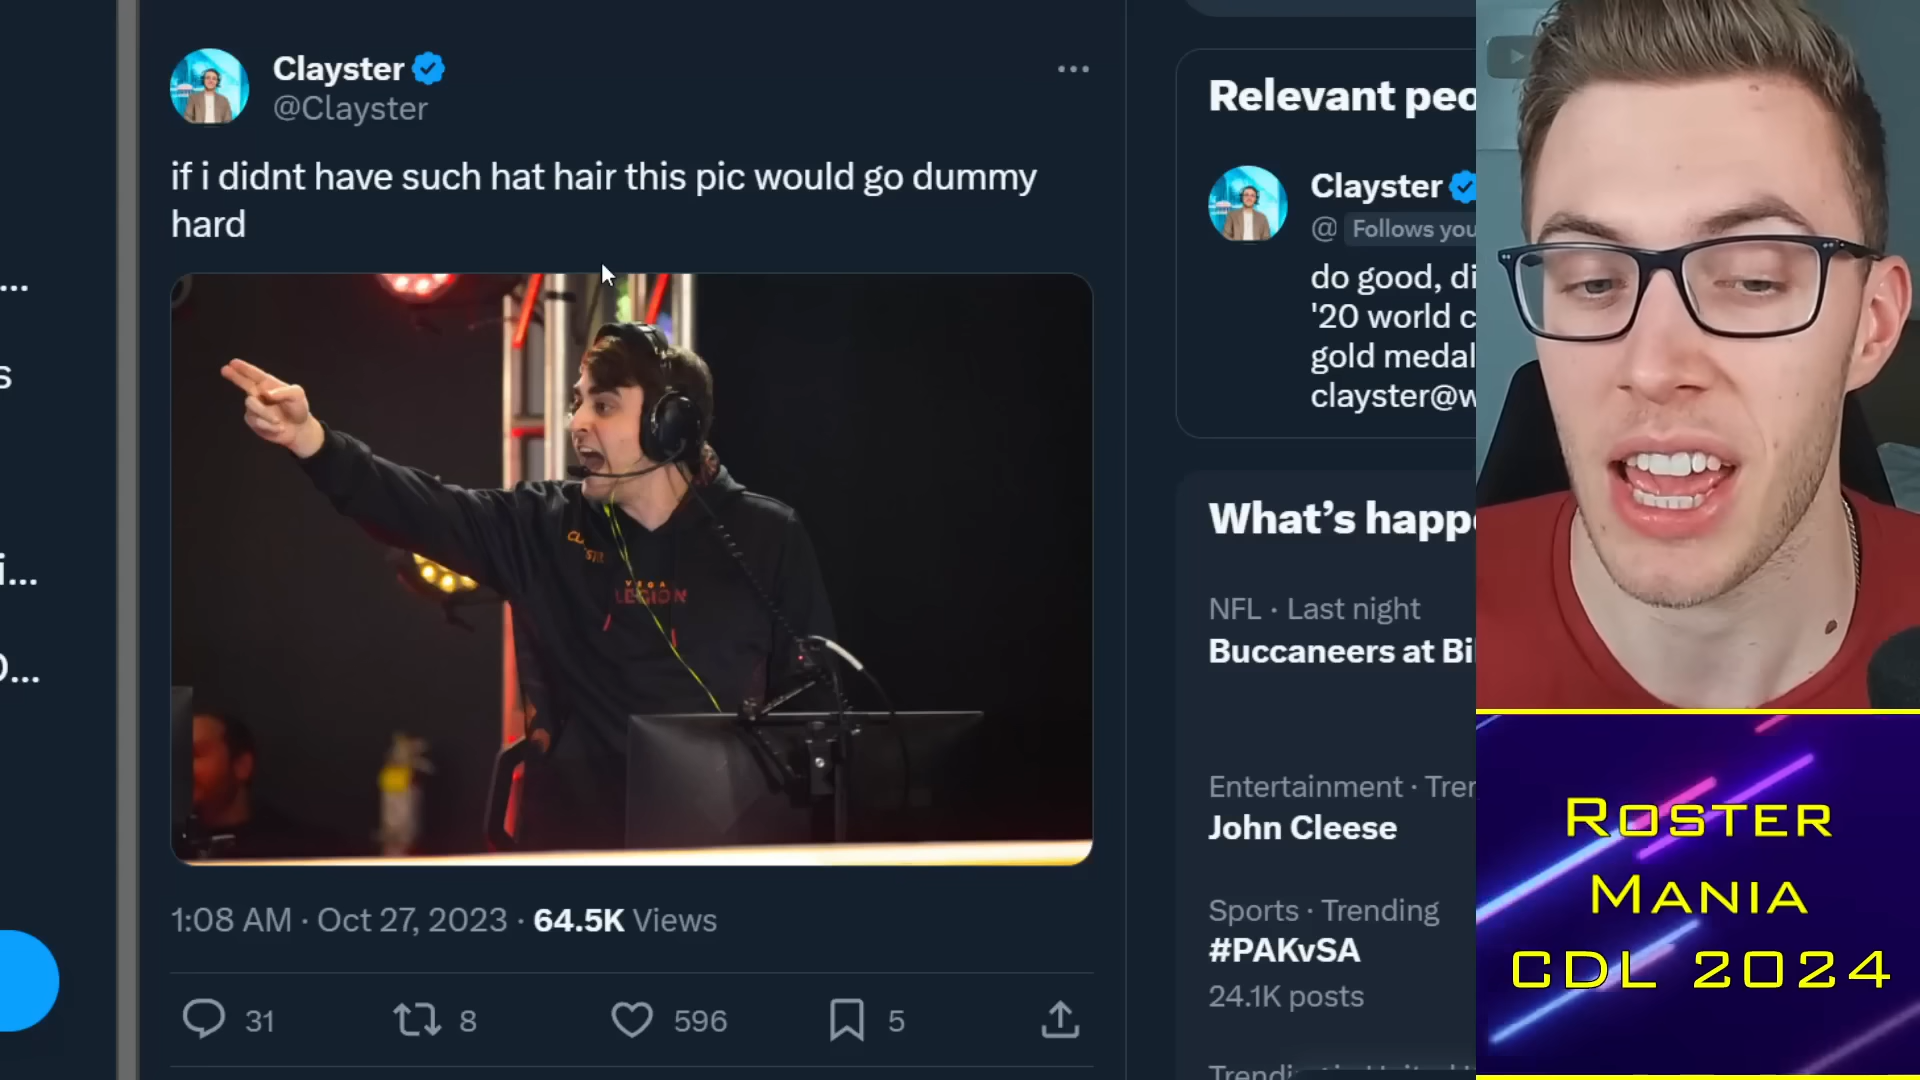 Clayster
@Clayster
if i didnt have such hat hair this pic would go dummy
hard
CLAYSTER
LEGION
1:08 AM · Oct 27, 2023 · 64.5K Views
31
8
596
5
Relevant peo
Clayster
@ Follows you
do good, di
'20 world c
gold medal
clayster@w
What's happe
NFL · Last night
Buccaneers at Bi
Entertainment · Tren
John Cleese
Sports · Trending
#PAKvSA
24.1K posts
Roster
Mania
CDL 2024